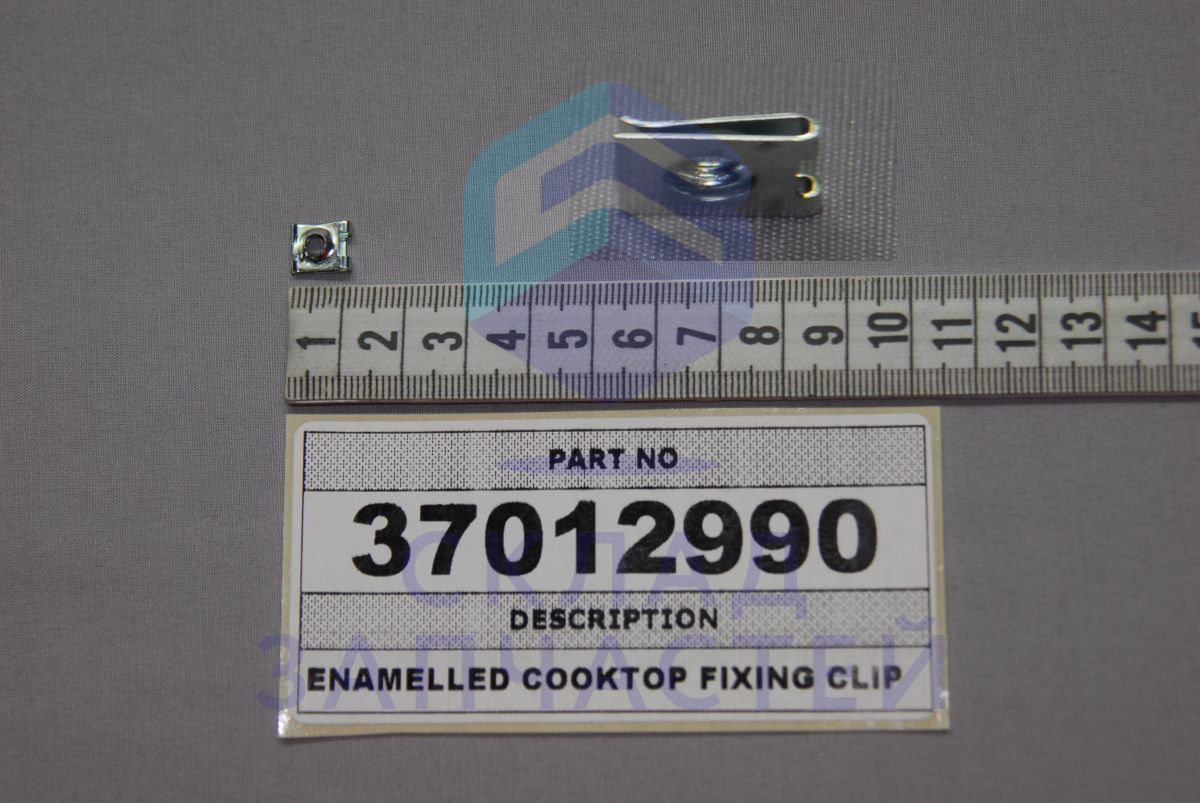 1 2 3 4 5 6 7 8 9 10 11 12 13 14
PART NO
37012990
DESCRIPTION
ENAMELLED COOKTOP FIXING CLIP
СКЛАД
ЗАПЧАСТЕЙ